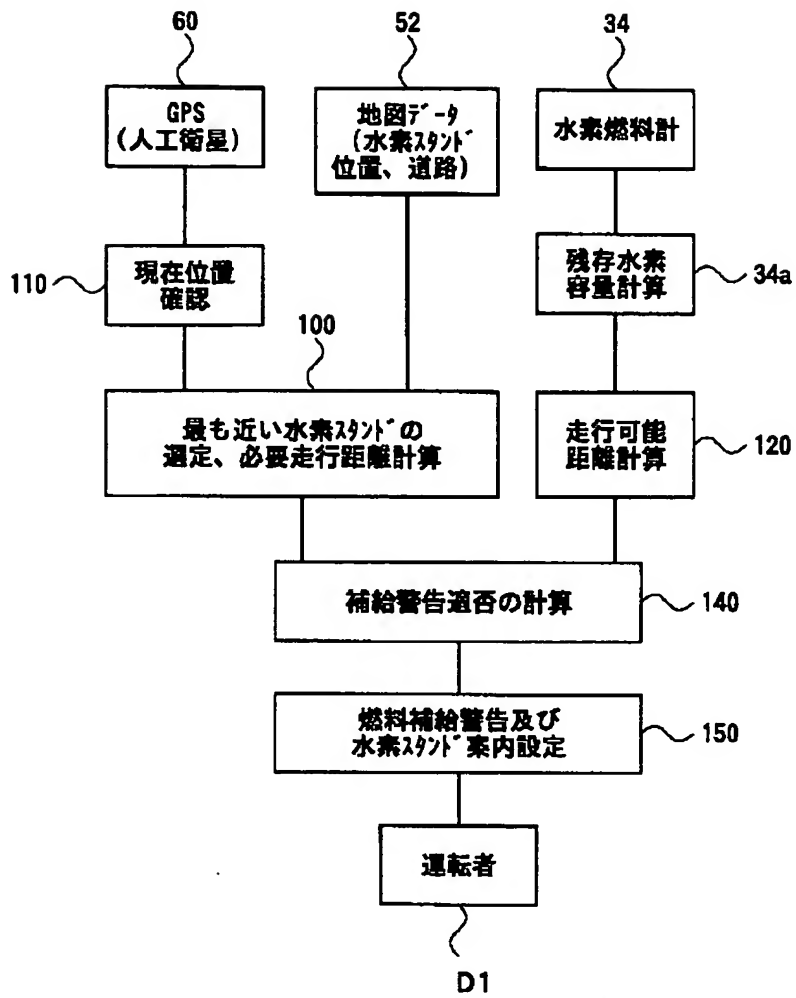 60
52
34
GPS
(人工衛星)
地図ﾃﾞｰﾀ
(水素ｽﾀﾝﾄﾞ
位置、道路)
水素燃料計
110
現在位置
確認
残存水素
容量計算
34a
100
最も近い水素ｽﾀﾝﾄﾞの
選定、必要走行距離計算
走行可能
距離計算
120
補給警告適否の計算
140
燃料補給警告及び
水素ｽﾀﾝﾄﾞ案内設定
150
運転者
D1